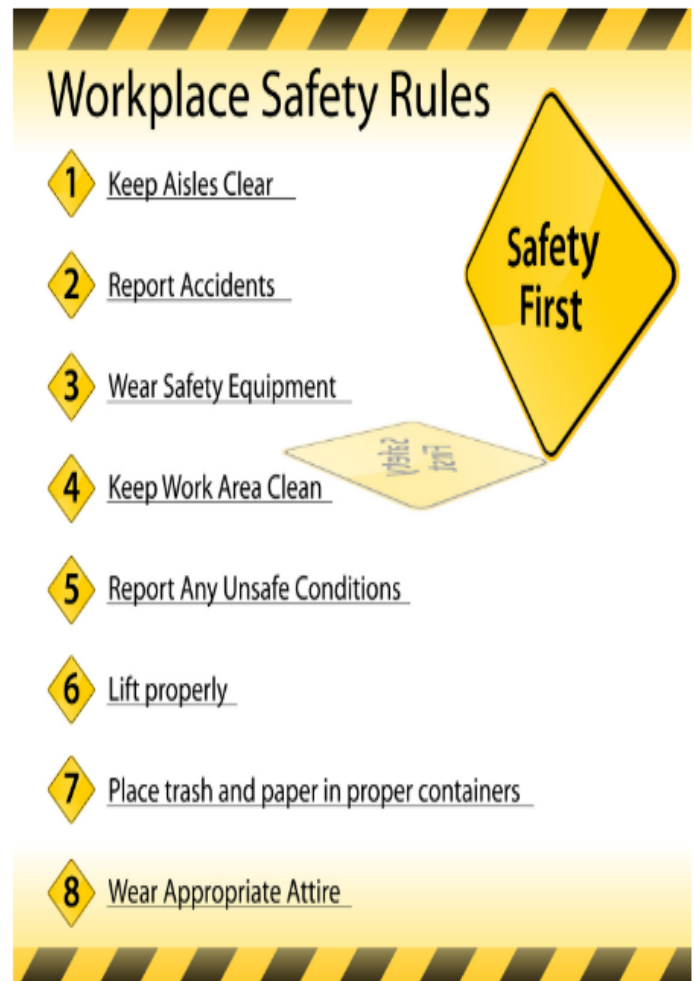 Workplace Safety Rules
1 Keep Aisles Clear
Safety
First
2 Report Accidents
3 Wear Safety Equipment
Safety
First
4 Keep Work Area Clean
5 Report Any Unsafe Conditions
6 Lift properly
7 Place trash and paper in proper containers
8 Wear Appropriate Attire